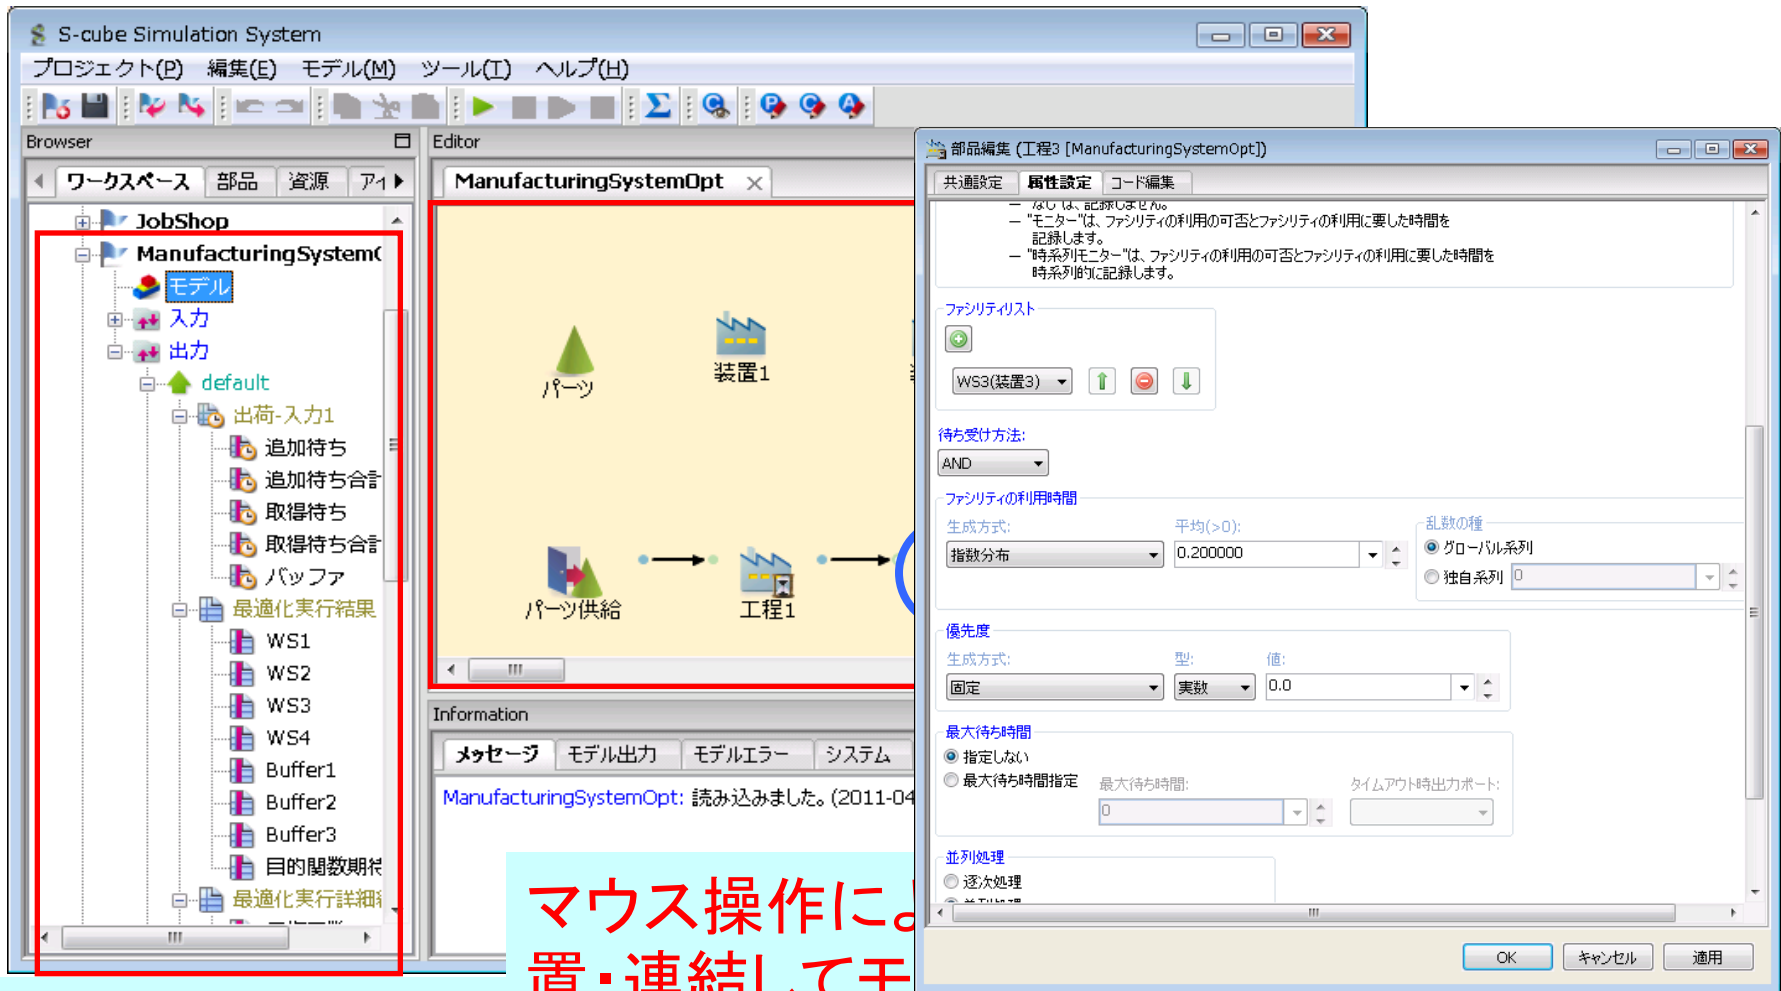 S-cube Simulation System
プロジェクト(P) 編集(E) モデル(M) ツール(T) ヘルプ(H)
Browser
ワークスペース 部品 資源
JobShop
ManufacturingSystem
モデル
入力
出力
default
出荷-入力1
追加待ち
追加待ち合計
取得待ち
取得待ち合計
バッファ
最適化実行結果
WS1
WS2
WS3
WS4
Buffer1
Buffer2
Buffer3
目的関数期待
最適化実行詳細
Editor
ManufacturingSystemOpt
パーツ
装置1
パーツ供給
工程1
Information
メッセージ モデル出力 モデルエラー システム
ManufacturingSystemOpt: 読み込みました。(2011-04
マウス操作によ
置・連結してモ
部品編集 (工程3 [ManufacturingSystemOpt])
共通設定 属性設定 コード編集
— "なし"は、記録しません。
— "モニター"は、ファシリティの利用の可否とファシリティの利用に要した時間を
記録します。
— "時系列モニター"は、ファシリティの利用の可否とファシリティの利用に要した時間を
時系列的に記録します。
ファシリティリスト
WS3(装置3)
待ち受け方法:
AND
ファシリティの利用時間
生成方式: 平均(>0):
指数分布 0.200000
乱数の種
グローバル系列
独自系列 0
優先度
生成方式: 型: 値:
固定 実数 0.0
最大待ち時間
指定しない
最大待ち時間指定 最大待ち時間: タイムアウト時出力ポート:
0
並列処理
逐次処理
OK キャンセル 適用